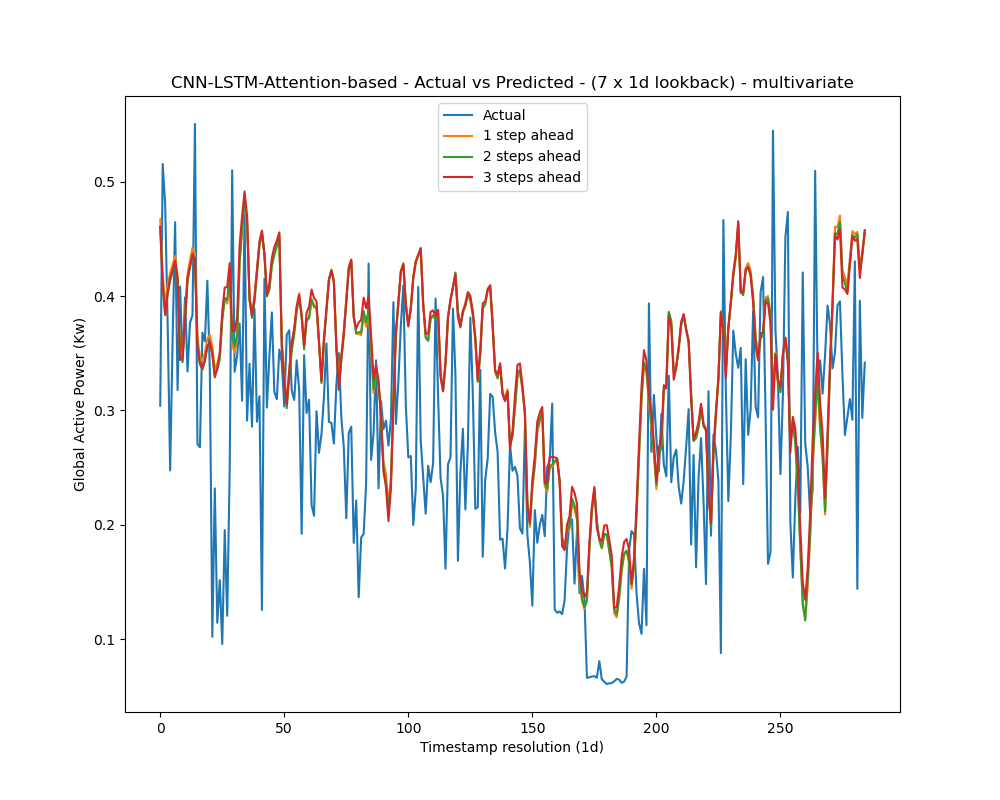 CNN-LSTM-Attention-based - Actual vs Predicted - (7 x 1d lookback) - multivariate
Actual
1 step ahead
2 steps ahead
3 steps ahead
Global Active Power (Kw)
0.5
0.4
0.3
0.2
0.1
0 50 100 150 200 250
Timestamp resolution (1d)